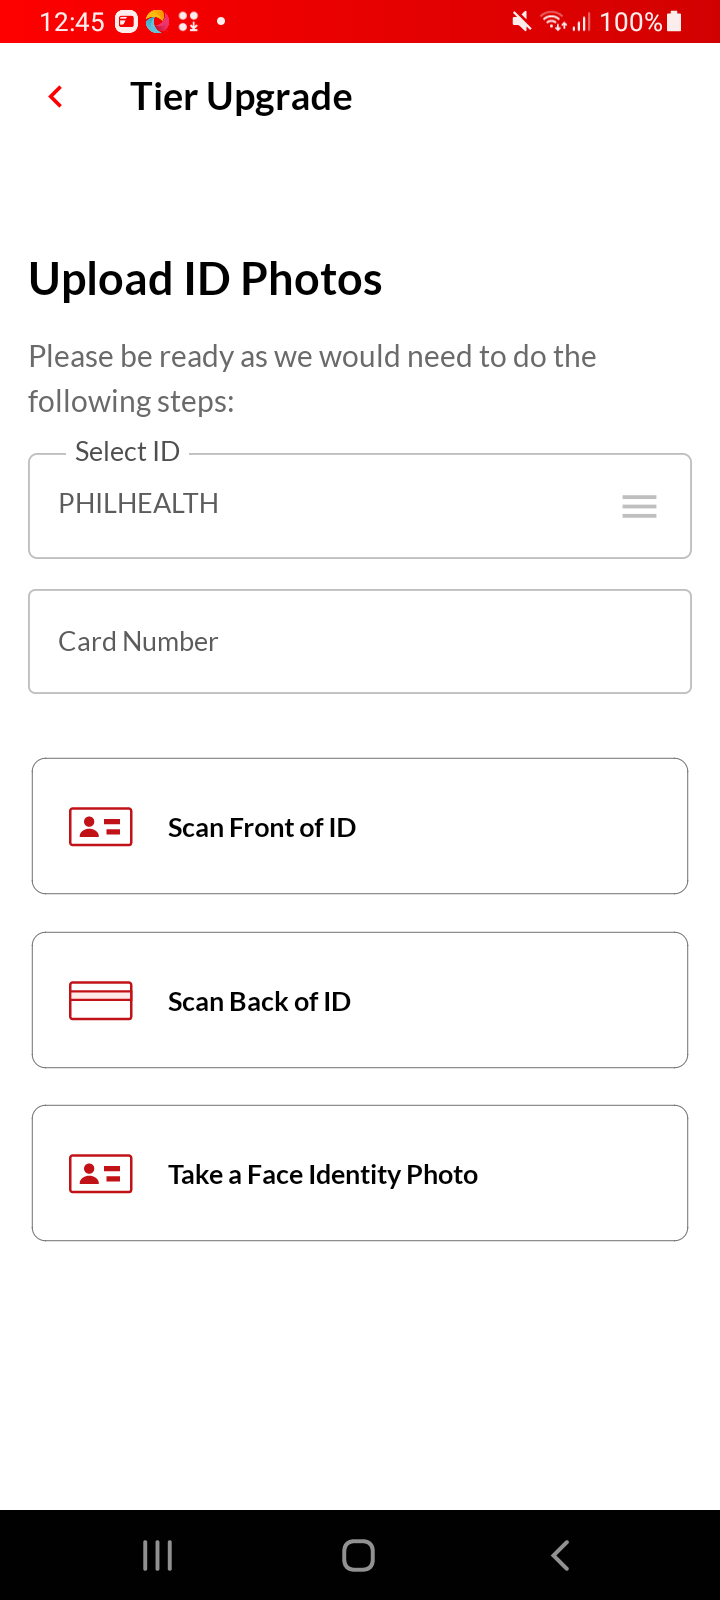 12:45
100%
Tier Upgrade
Upload ID Photos
Please be ready as we would need to do the
following steps:
Select ID
PHILHEALTH
Card Number
Scan Front of ID
Scan Back of ID
Take a Face Identity Photo